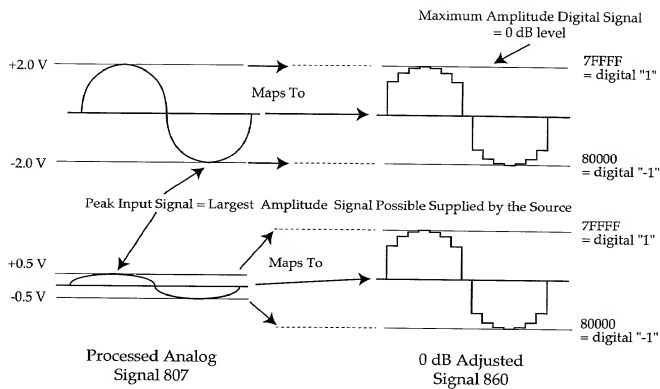 Maximum Amplitude Digital Signal
= 0 dB level
+2.0 V
7FFFF
= digital "1"
Maps To
-2.0 V
80000
= digital "-1"
Peak Input Signal = Largest Amplitude Signal Possible Supplied by the Source
7FFFF
= digital "1"
+0.5 V
Maps To
-0.5 V
80000
= digital "-1"
Processed Analog
Signal 807
0 dB Adjusted
Signal 860